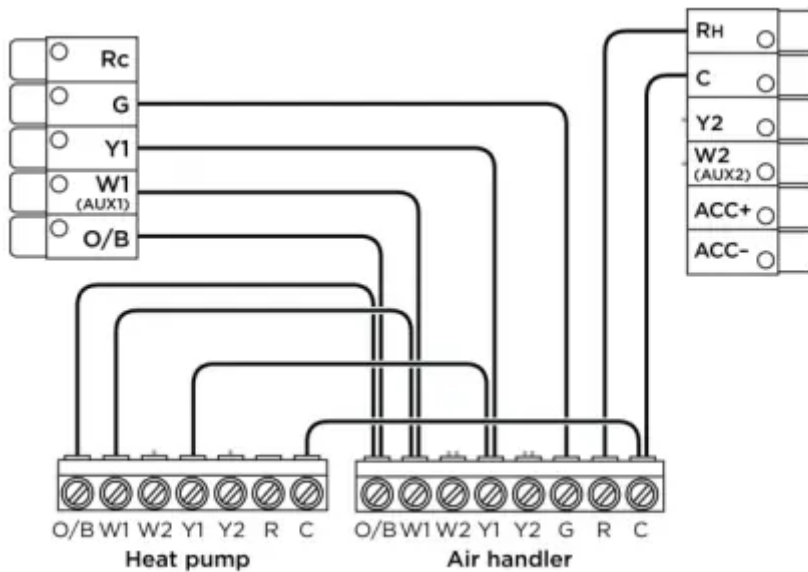 Rc
G
Y1
W1
(AUX1)
O/B
RH
C
Y2
W2
(AUX2)
ACC+
ACC-
O/B W1 W2 Y1 Y2 R C
Heat pump
O/B W1 W2 Y1 Y2 G R C
Air handler